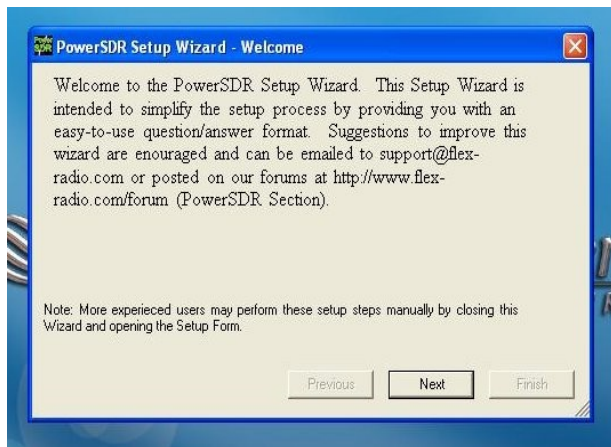 PowerSDR Setup Wizard - Welcome
Welcome to the PowerSDR Setup Wizard. This Setup Wizard is
intended to simplify the setup process by providing you with an
easy-to-use question/answer format. Suggestions to improve this
wizard are enouraged and can be emailed to support@flex-
radio.com or posted on our forums at http://www.flex-
radio.com/forum (PowerSDR Section).
Note: More experieced users may perform these setup steps manually by closing this
Wizard and opening the Setup Form.
Previous Next Finish